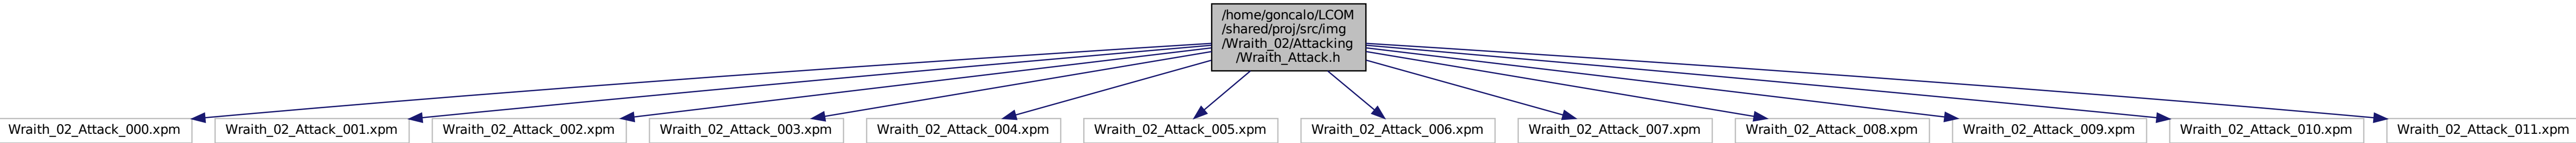 /home/goncalo/LCOM
/shared/proj/src/img
/Wraith_02/Attacking
/Wraith_Attack.h
Wraith_02_Attack_000.xpm
Wraith_02_Attack_001.xpm
Wraith_02_Attack_002.xpm
Wraith_02_Attack_003.xpm
Wraith_02_Attack_004.xpm
Wraith_02_Attack_005.xpm
Wraith_02_Attack_006.xpm
Wraith_02_Attack_007.xpm
Wraith_02_Attack_008.xpm
Wraith_02_Attack_009.xpm
Wraith_02_Attack_010.xpm
Wraith_02_Attack_011.xpm